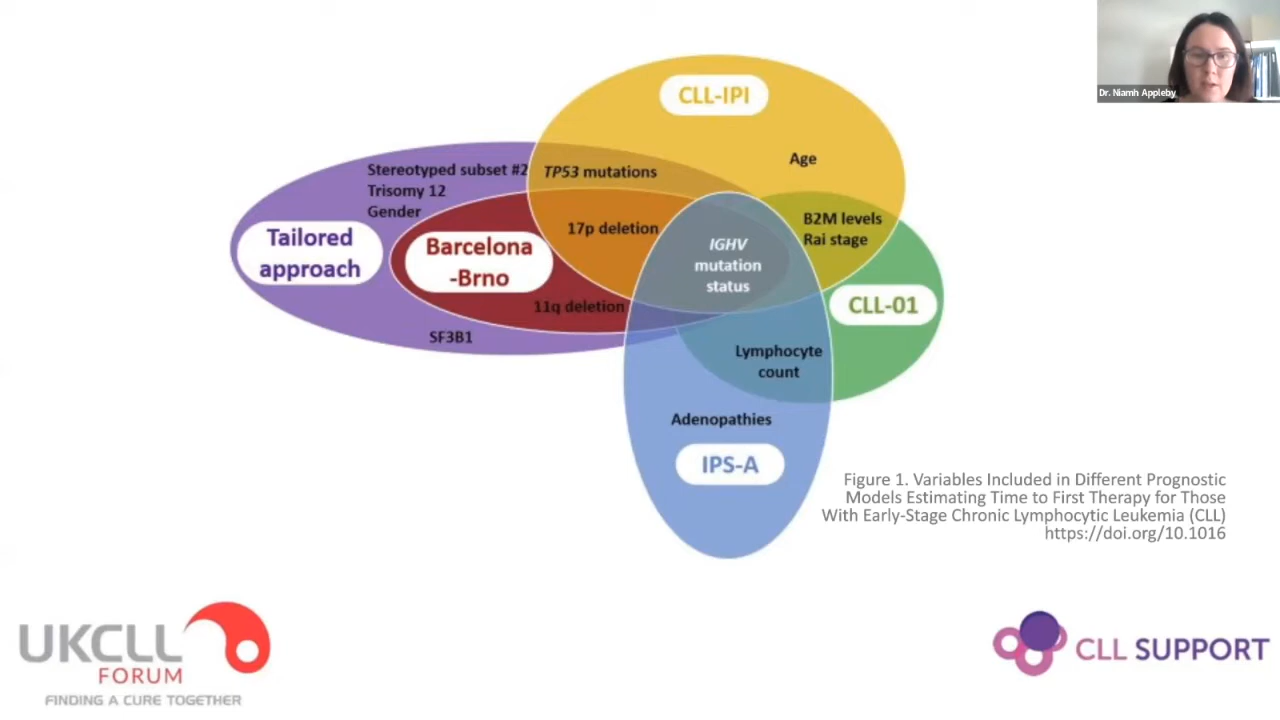 Dr. Niamh Appleby
CLL-IPI
Age
Stereotyped subset #2
Trisomy 12
Gender
TP53 mutations
B2M levels
Rai stage
17p deletion
Tailored
approach
Barcelona
-Brno
IGHV
mutation
status
11q deletion
CLL-01
SF3B1
Lymphocyte
count
Adenopathies
IPS-A
Figure 1. Variables Included in Different Prognostic
Models Estimating Time to First Therapy for Those
With Early-Stage Chronic Lymphocytic Leukemia (CLL)
https://doi.org/10.1016
UKCLL
FORUM
FINDING A CURE TOGETHER
CLL SUPPORT